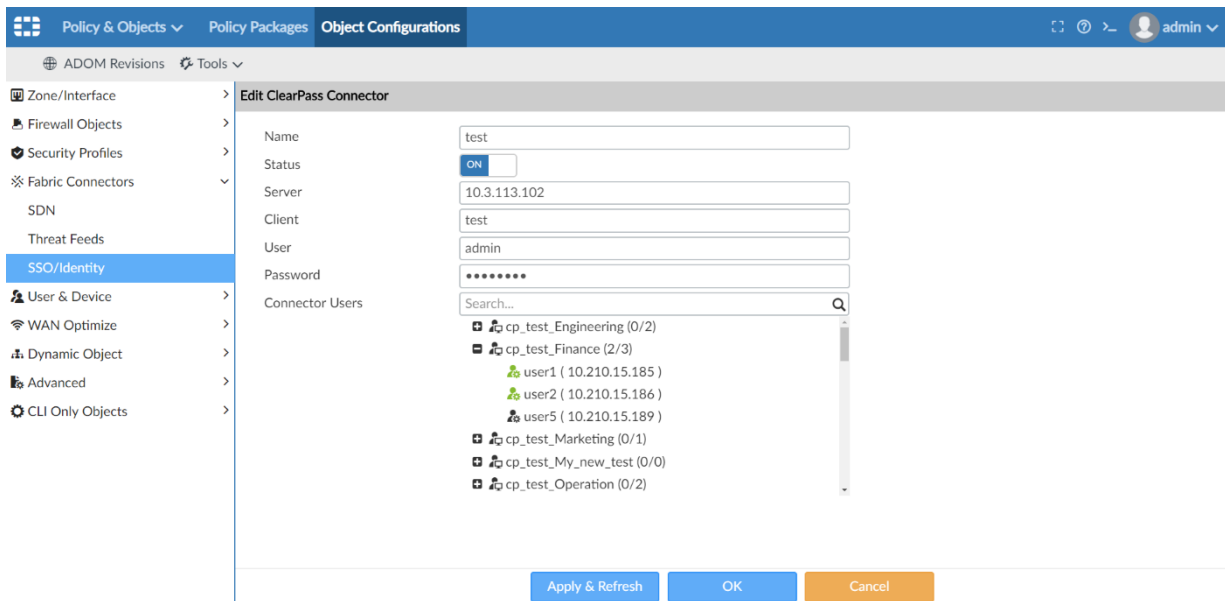 Policy & Objects Policy Packages Object Configurations admin
ADOM Revisions Tools
Zone/Interface
Firewall Objects
Security Profiles
Fabric Connectors
SDN
Threat Feeds
SSO/Identity
User & Device
WAN Optimize
Dynamic Object
Advanced
CLI Only Objects
Edit ClearPass Connector
Name test
Status ON
Server 10.3.113.102
Client test
User admin
Password ••••••••
Connector Users Search...
cp_test_Engineering (0/2)
cp_test_Finance (2/3)
user1 ( 10.210.15.185 )
user2 ( 10.210.15.186 )
user5 ( 10.210.15.189 )
cp_test_Marketing (0/1)
cp_test_My_new_test (0/0)
cp_test_Operation (0/2)
Apply & Refresh OK Cancel